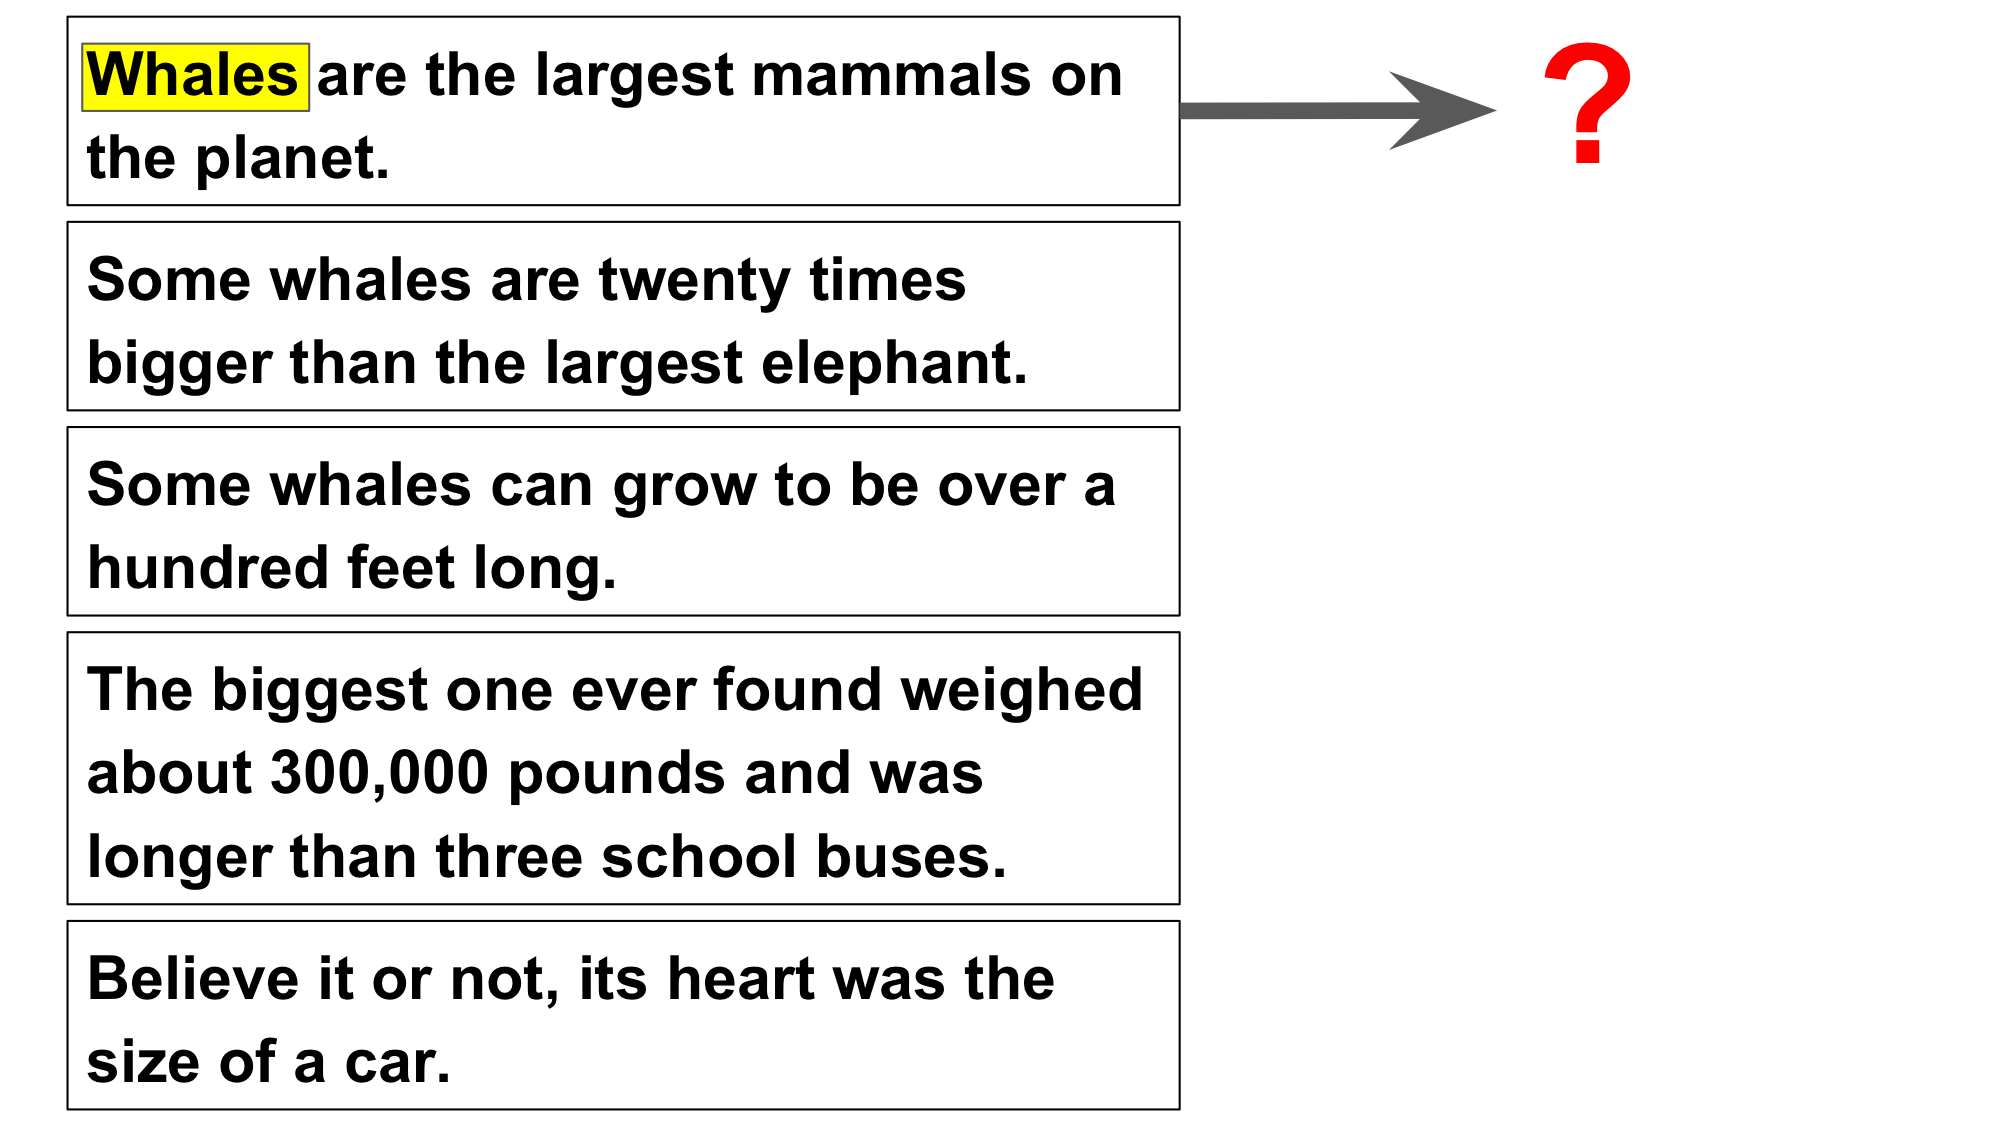 Whales are the largest mammals on
the planet.
?
Some whales are twenty times
bigger than the largest elephant.
Some whales can grow to be over a
hundred feet long.
The biggest one ever found weighed
about 300,000 pounds and was
longer than three school buses.
Believe it or not, its heart was the
size of a car.